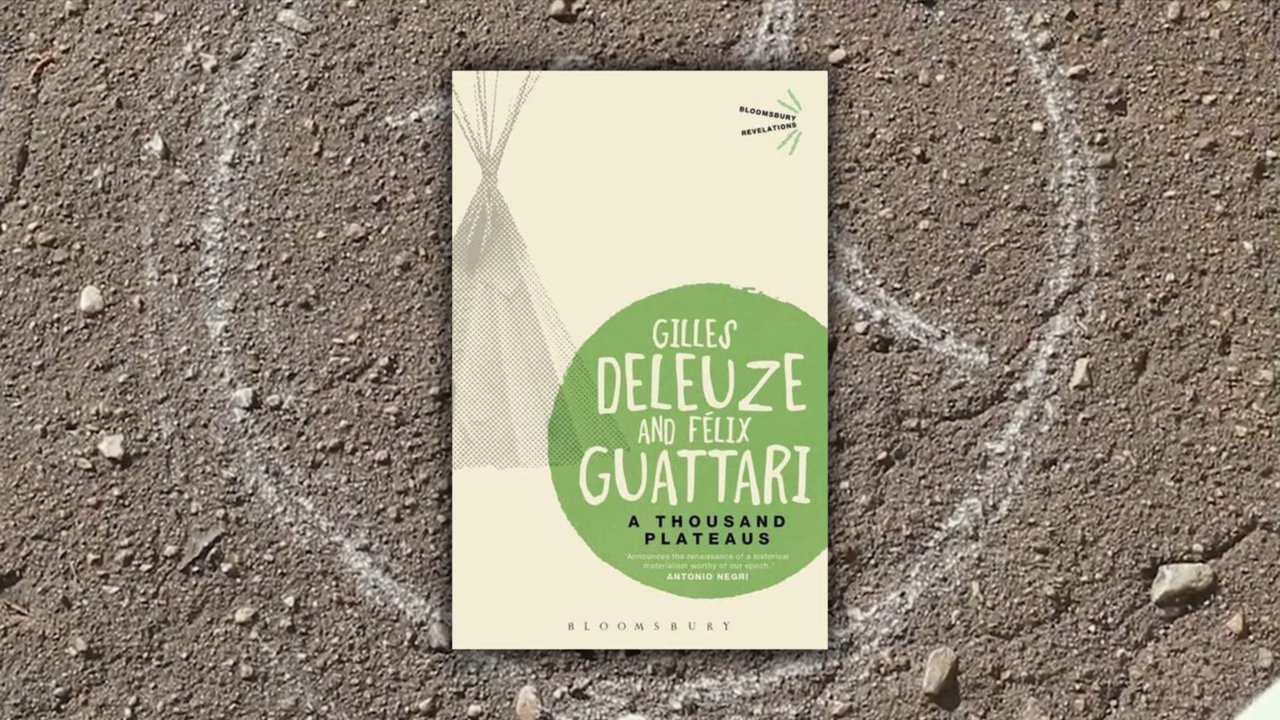 BLOOMSBURY
REVELATIONS
GILLES
DELEUZE
AND FÉLIX
GUATTARI
A THOUSAND
PLATEAUS
'Announces the renaissance of a historical
materialism worthy of our epoch.'
ANTONIO NEGRI
BLOOMSBURY